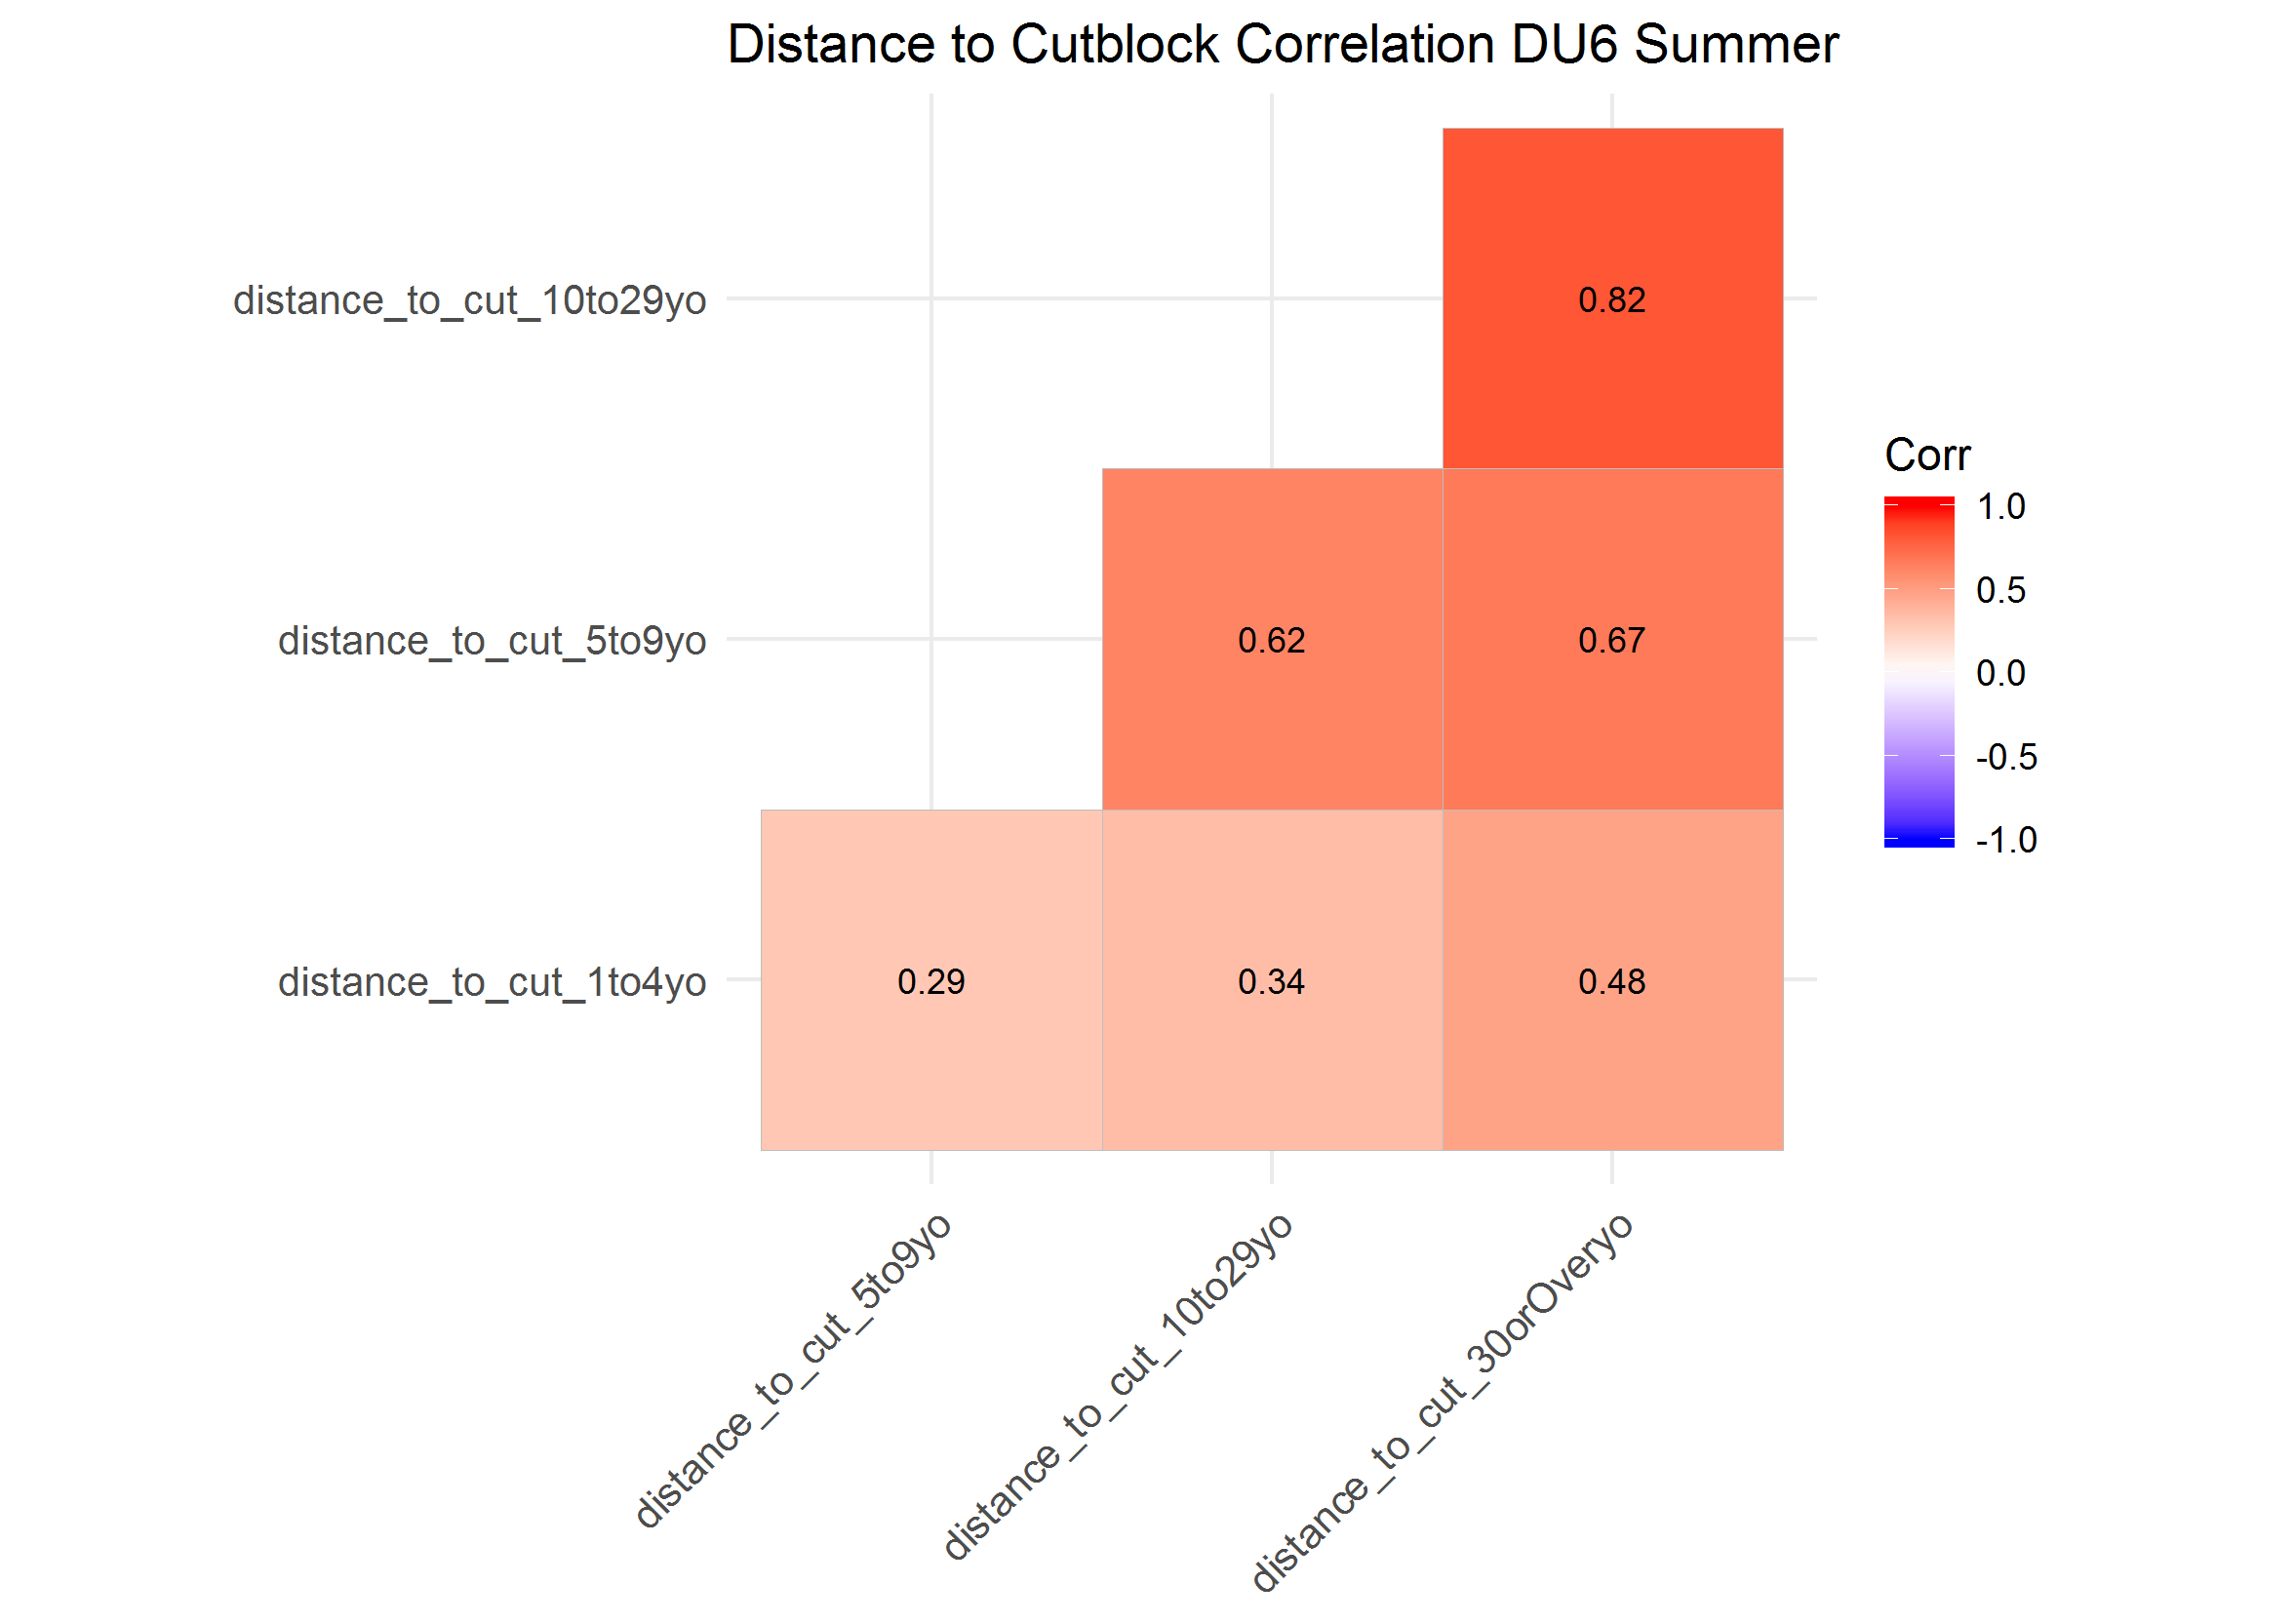 Distance to Cutblock Correlation DU6 Summer
distance_to_cut_10to29yo
0.82
distance_to_cut_5to9yo
0.62
0.67
distance_to_cut_1to4yo
0.29
0.34
0.48
distance_to_cut_5to9yo
distance_to_cut_10to29yo
distance_to_cut_30orOveryo
Corr
1.0
0.5
0.0
-0.5
-1.0